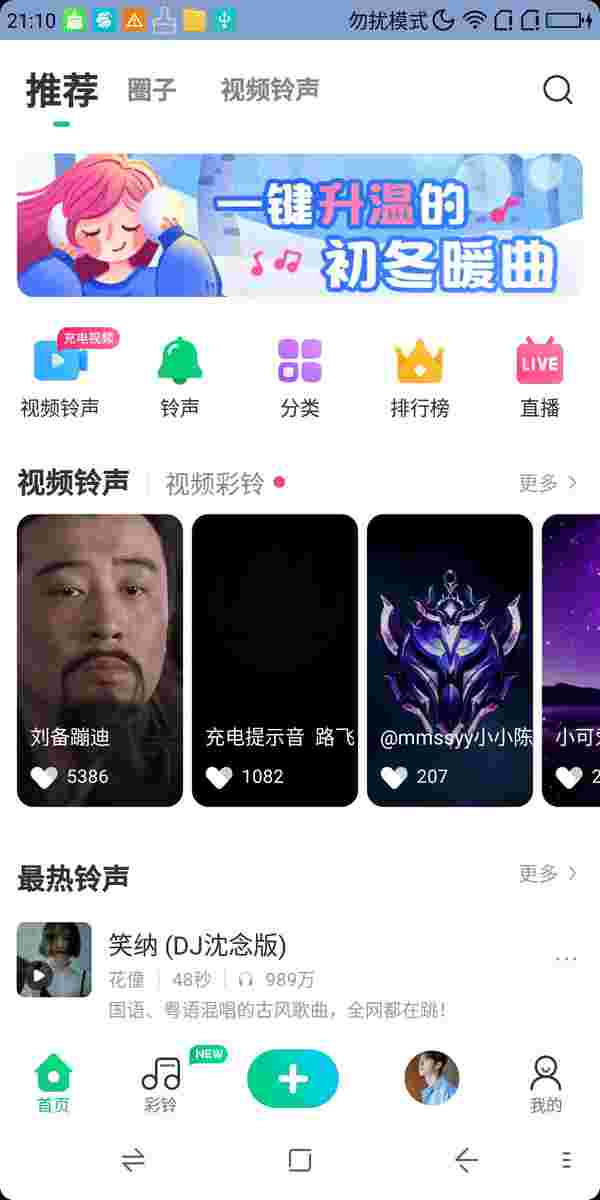 21:10 勿扰模式
推荐 圈子 视频铃声
一键升温的
初冬暖曲
充电视频
LIVE
视频铃声 铃声 分类 排行榜 直播
视频铃声 视频彩铃 更多
刘备蹦迪 充电提示音 路飞 @mmssyy小小陈
5386 1082 207 2
最热铃声 更多
笑纳 (DJ沈念版)
花僮 48秒 989万
国语、粤语混唱的古风歌曲，全网都在跳！
NEW
首页 彩铃 我的